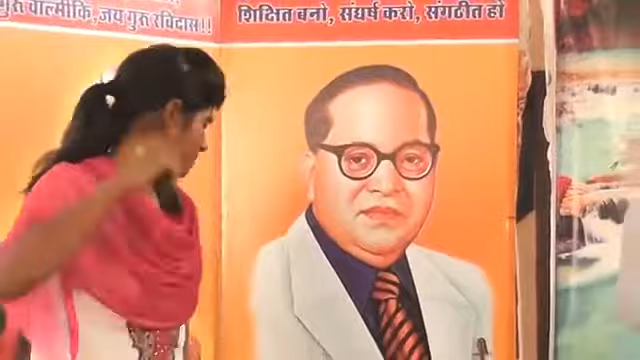 गुरु वाल्मीकि, जय गुरु रविदास!!
शिक्षित बनो, संघर्ष करो, संगठीत हो